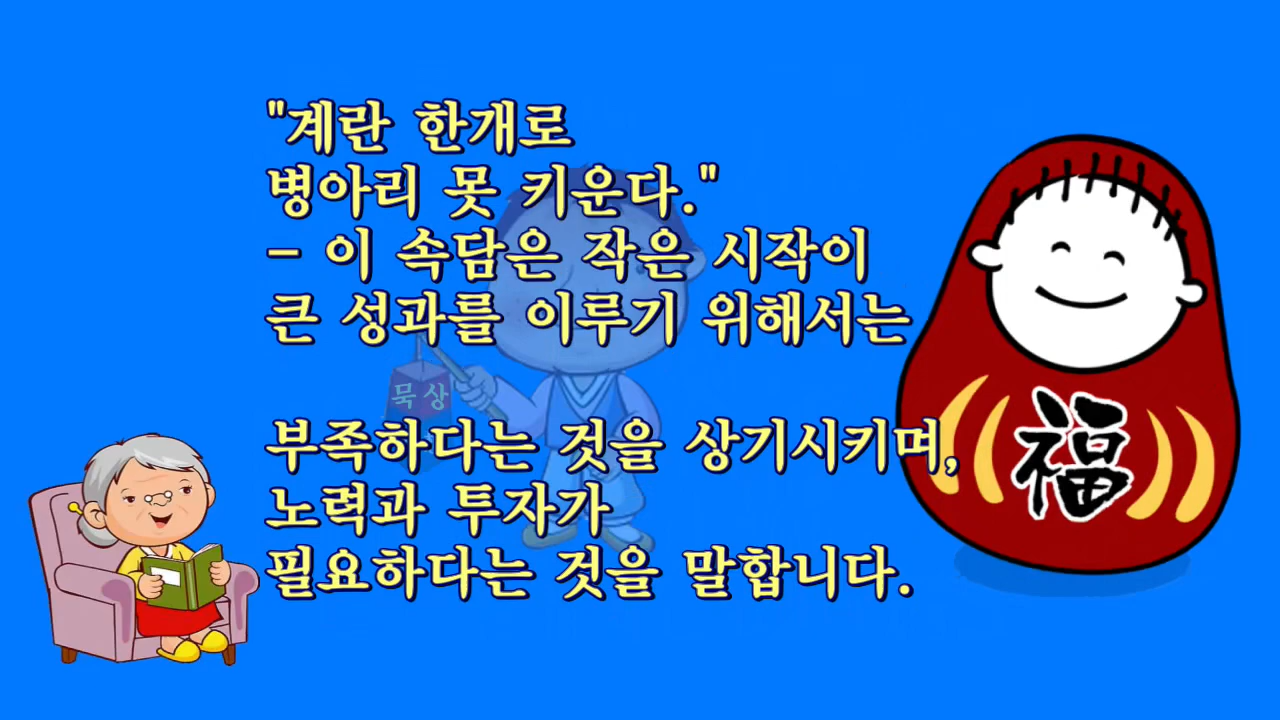 "계란 한개로
병아리 못 키운다."
- 이 속담은 작은 시작이
큰 성과를 이루기 위해서는
묵상
부족하다는 것을 상기시키며,
노력과 투자가
필요하다는 것을 말합니다.
福